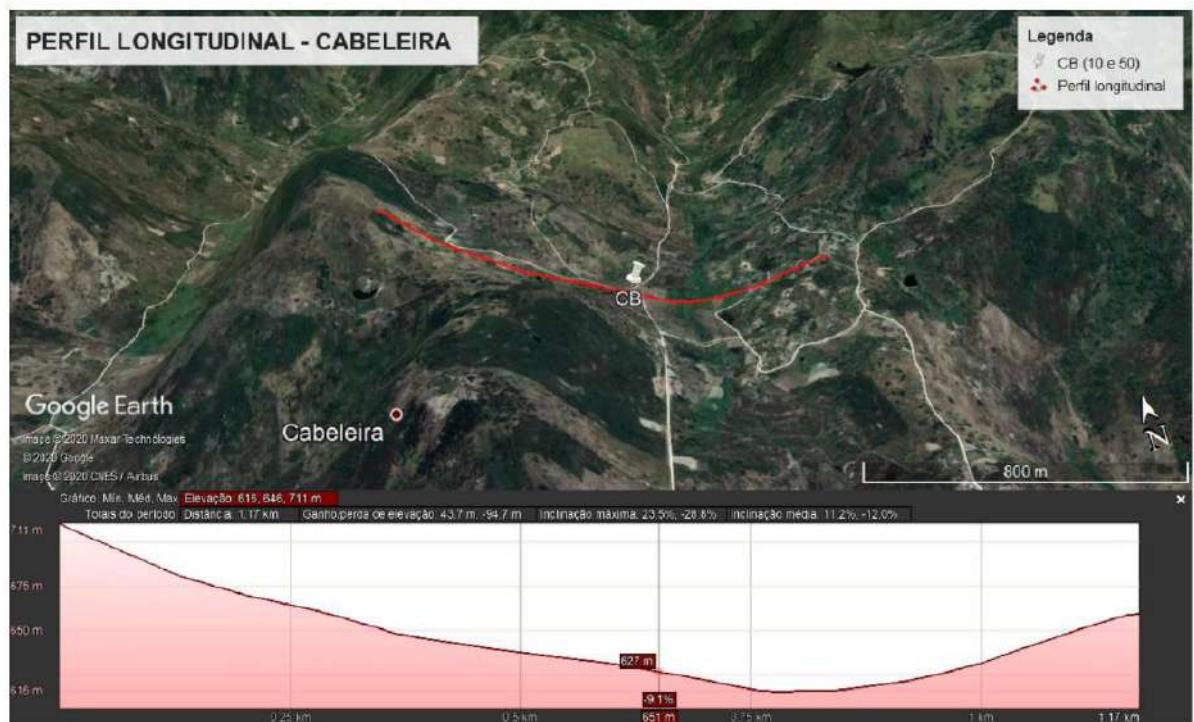 PERFIL LONGITUDINAL - CABELEIRA
Legenda
CB (10 e 50)
Perfil longitudinal
CB
Cabeleira
Google Earth
Image © 2020 Maxar Technologies
© 2020 Google
Image © 2020 CNES / Airbus
N
800 m
Gráfico: Mín, Méd, Max Elevação: 616, 646, 711 m
Totais do período Distância: 1,17 km Ganho/perda de elevação: 43.7 m, -94.7 m Inclinação máxima: 23,5%, -28,8% Inclinação média: 11,2%, -12,0%
711 m
675 m
650 m
616 m
627 m
-9.1%
0.25 km 0.5 km 651 m 0.75 km 1 km 1.17 km